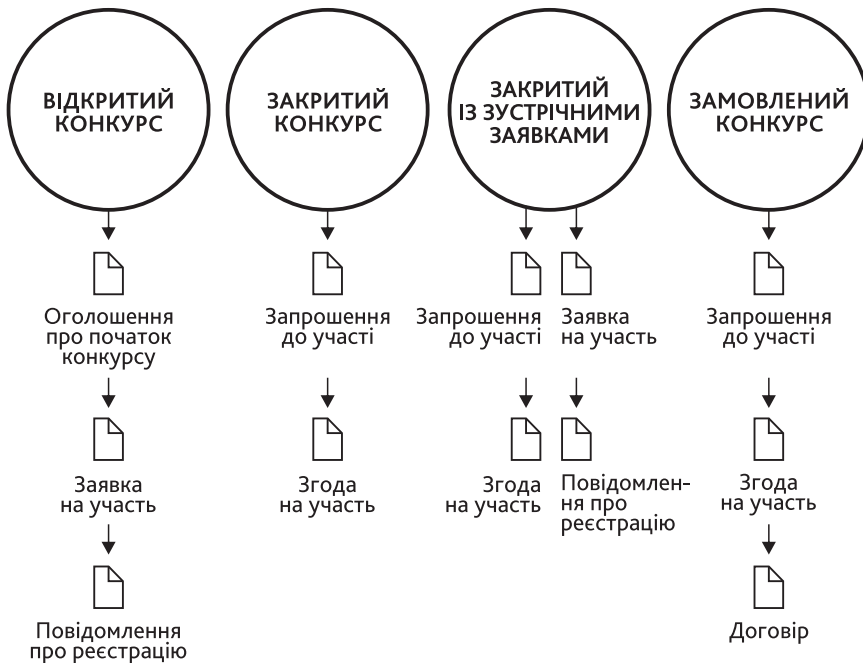 ВІДКРИТИЙ
КОНКУРС
ЗАКРИТИЙ
КОНКУРС
ЗАКРИТИЙ
ІЗ ЗУСТРІЧНИМИ
ЗАЯВКАМИ
ЗАМОВЛЕНИЙ
КОНКУРС
Оголошення
про початок
конкурсу
Запрошення
до участі
Запрошення
до участі
Заявка
на участь
Запрошення
до участі
Заявка
на участь
Згода
на участь
Згода
на участь
Повідомлен-
ня про
реєстрацію
Згода
на участь
Повідомлення
про реєстрацію
Договір